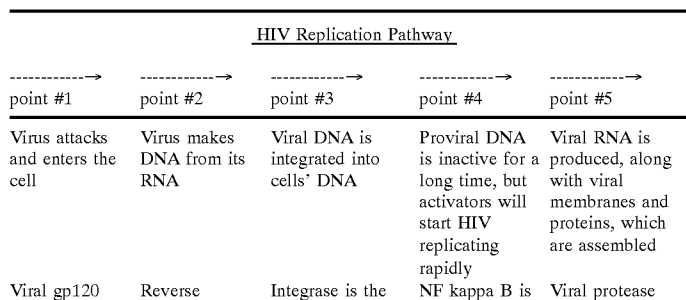 HIV Replication Pathway
------------→ ------------→ ------------→ ------------→ ------------→
point #1 point #2 point #3 point #4 point #5
Virus attacks
and enters the
cell
Virus makes
DNA from its
RNA
Viral DNA is
integrated into
cells' DNA
Proviral DNA
is inactive for a
long time, but
activators will
start HIV
replicating
rapidly
Viral RNA is
produced, along
with viral
membranes and
proteins, which
are assembled
Viral gp120
Reverse
Integrase is the
NF kappa B is
Viral protease